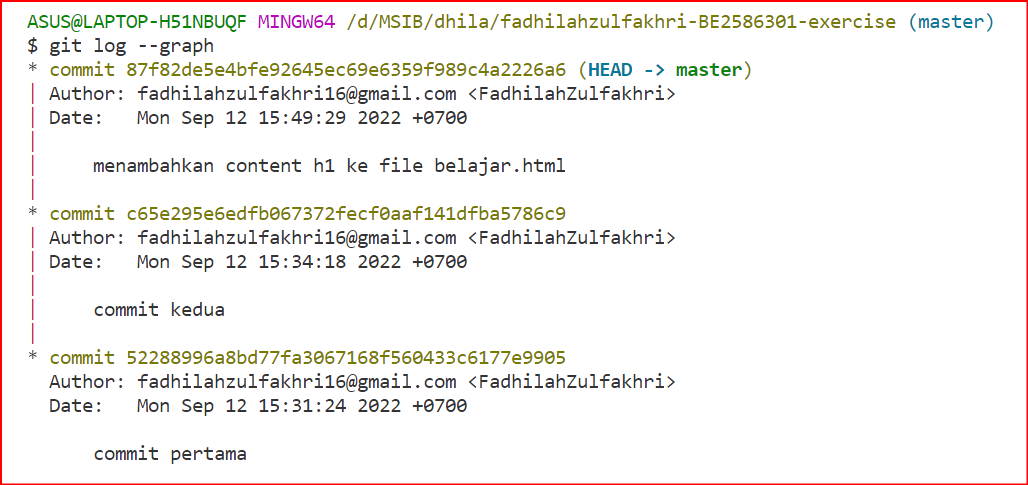 ASUS@LAPTOP-H51NBUQF MINGW64 /d/MSIB/dhila/fadhilahzulfakhri-BE2586301-exercise (master)
$ git log --graph
* commit 87f82de5e4bfe92645ec69e6359f989c4a2226a6 (HEAD -> master)
| Author: fadhilahzulfakhri16@gmail.com <FadhilahZulfakhri>
| Date:   Mon Sep 12 15:49:29 2022 +0700
|
|     menambahkan content h1 ke file belajar.html
|
* commit c65e295e6edfb067372fecf0aaf141dfba5786c9
| Author: fadhilahzulfakhri16@gmail.com <FadhilahZulfakhri>
| Date:   Mon Sep 12 15:34:18 2022 +0700
|
|     commit kedua
|
* commit 52288996a8bd77fa3067168f560433c6177e9905
  Author: fadhilahzulfakhri16@gmail.com <FadhilahZulfakhri>
  Date:   Mon Sep 12 15:31:24 2022 +0700

      commit pertama